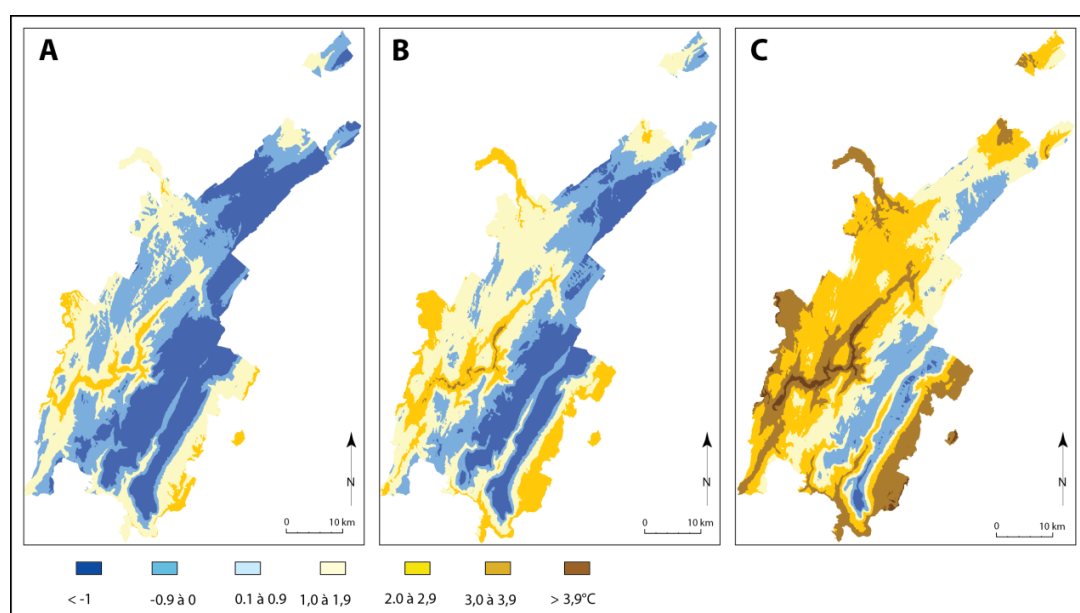 A
B
C
N
0 10 km
N
0 10 km
N
0 10 km
< -1
-0.9 à 0
0.1 à 0.9
1,0 à 1,9
2.0 à 2,9
3,0 à 3,9
> 3,9°C